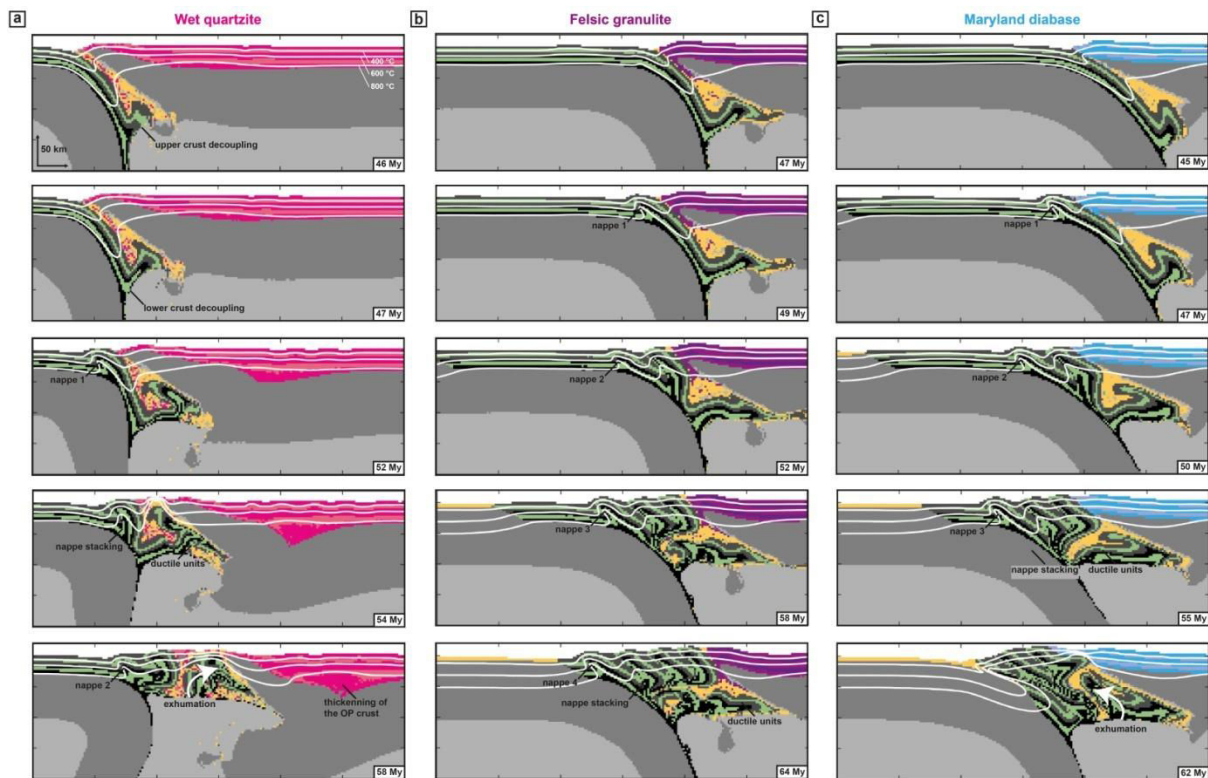 a
Wet quartzite
400 °C
600 °C
800 °C
50 km
upper crust decoupling
46 My
nappe 1
lower crust decoupling
47 My
nappe 1
52 My
nappe stacking
ductile units
54 My
nappe 2
exhumation
thickenning of
the OP crust
58 My
b
Felsic granulite
47 My
nappe 1
49 My
nappe 2
52 My
nappe 3
58 My
nappe 4
nappe stacking
ductile units
64 My
c
Maryland diabase
45 My
nappe 1
47 My
nappe 2
50 My
nappe 3
nappe stacking
ductile units
55 My
exhumation
62 My